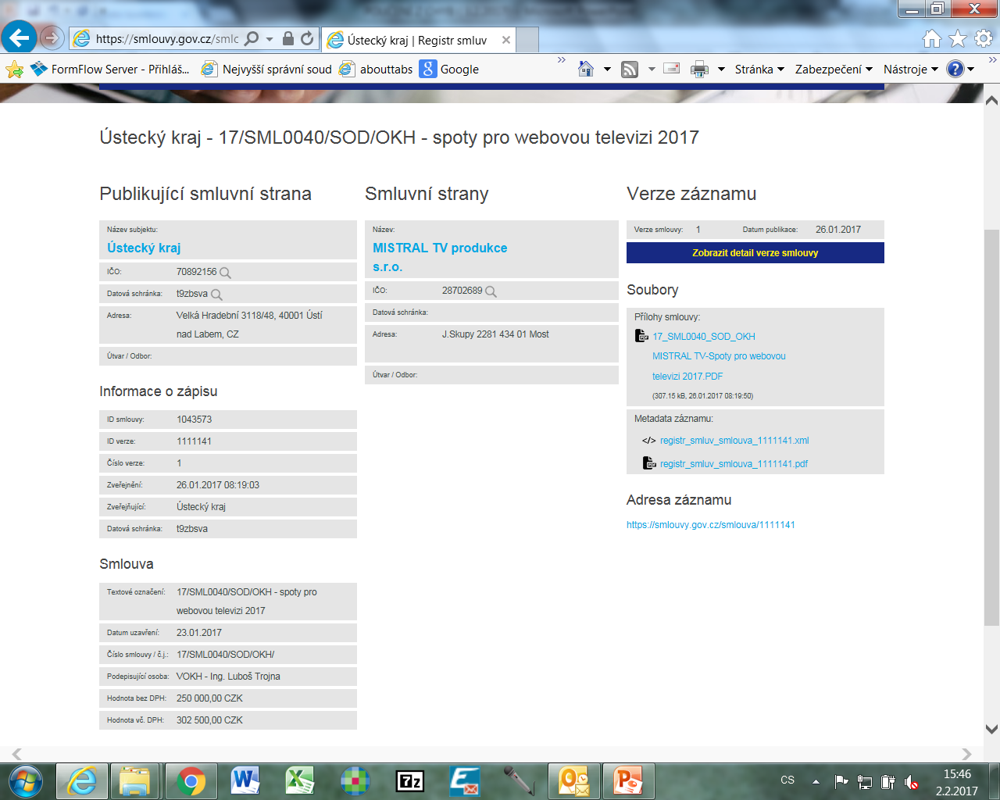 https://smlouvy.gov.cz/smlc
Ústecký kraj | Registr smluv
FormFlow Server - Přihláš...
Nejvyšší správní soud
abouttabs
Google
Stránka
Zabezpečení
Nástroje
Ústecký kraj - 17/SML0040/SOD/OKH - spoty pro webovou televizi 2017
Publikující smluvní strana
Název subjektu:
Ústecký kraj
IČO: 70892156
Datová schránka: t9zbsva
Adresa: Velká Hradební 3118/48, 40001 Ústí
nad Labem, CZ
Útvar / Odbor:
Informace o zápisu
ID smlouvy: 1043573
ID verze: 1111141
Číslo verze: 1
Zveřejnění: 26.01.2017 08:19:03
Zveřejňující: Ústecký kraj
Datová schránka: t9zbsva
Smlouva
Textové označení: 17/SML0040/SOD/OKH - spoty pro
webovou televizi 2017
Datum uzavření: 23.01.2017
Číslo smlouvy / č.j.: 17/SML0040/SOD/OKH/
Podepisující osoba: VOKH - Ing. Luboš Trojna
Hodnota bez DPH: 250 000,00 CZK
Hodnota vč. DPH: 302 500,00 CZK
Smluvní strany
Název:
MISTRAL TV produkce
s.r.o.
IČO: 28702689
Datová schránka:
Adresa: J.Skupy 2281 434 01 Most
Útvar / Odbor:
Verze záznamu
Verze smlouvy: 1 Datum publikace: 26.01.2017
Zobrazit detail verze smlouvy
Soubory
Přílohy smlouvy:
17_SML0040_SOD_OKH
MISTRAL TV-Spoty pro webovou
televizi 2017.PDF
(307.15 kB, 26.01.2017 08:19:50)
Metadata záznamu:
</> registr_smluv_smlouva_1111141.xml
registr_smluv_smlouva_1111141.pdf
Adresa záznamu
https://smlouvy.gov.cz/smlouva/1111141
CS
15:46
2.2.2017